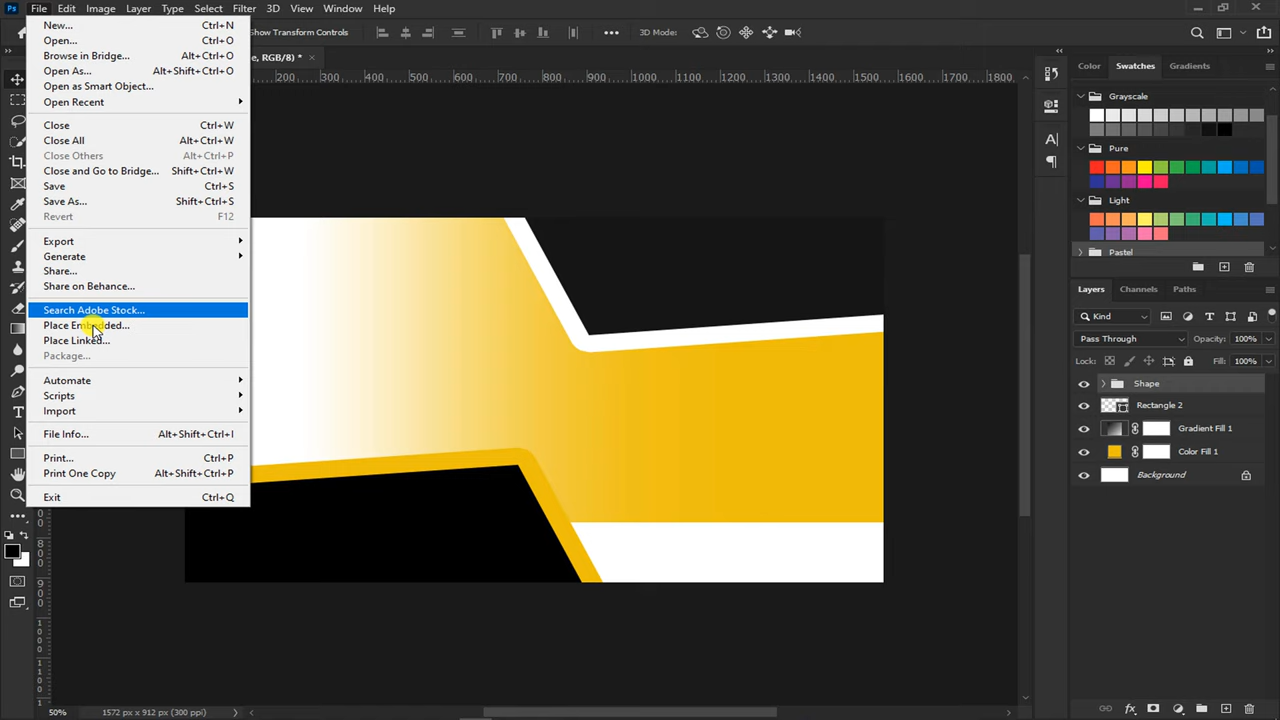 Ps File Edit Image Layer Type Select Filter 3D View Window Help
Show Transform Controls 3D Mode:
e, RGB/8) *
200 300 400 500 600 700 800 900 1000 1100 1200 1300 1400 1500 1600 1700 1800
New... Ctrl+N
Open... Ctrl+O
Browse in Bridge... Alt+Ctrl+O
Open As... Alt+Shift+Ctrl+O
Open as Smart Object...
Open Recent
Close Ctrl+W
Close All Alt+Ctrl+W
Close Others Alt+Ctrl+P
Close and Go to Bridge... Shift+Ctrl+W
Save Ctrl+S
Save As... Shift+Ctrl+S
Revert F12
Export
Generate
Share...
Share on Behance...
Search Adobe Stock...
Place Embedded...
Place Linked...
Package...
Automate
Scripts
Import
File Info... Alt+Shift+Ctrl+I
Print... Ctrl+P
Print One Copy Alt+Shift+Ctrl+P
Exit Ctrl+Q
Color Swatches Gradients
Grayscale
Pure
Light
Pastel
Layers Channels Paths
Kind
Pass Through Opacity: 100%
Lock: Fill: 100%
Shape
Rectangle 2
Gradient Fill 1
Color Fill 1
Background
50% 1572 px x 912 px (300 ppi)